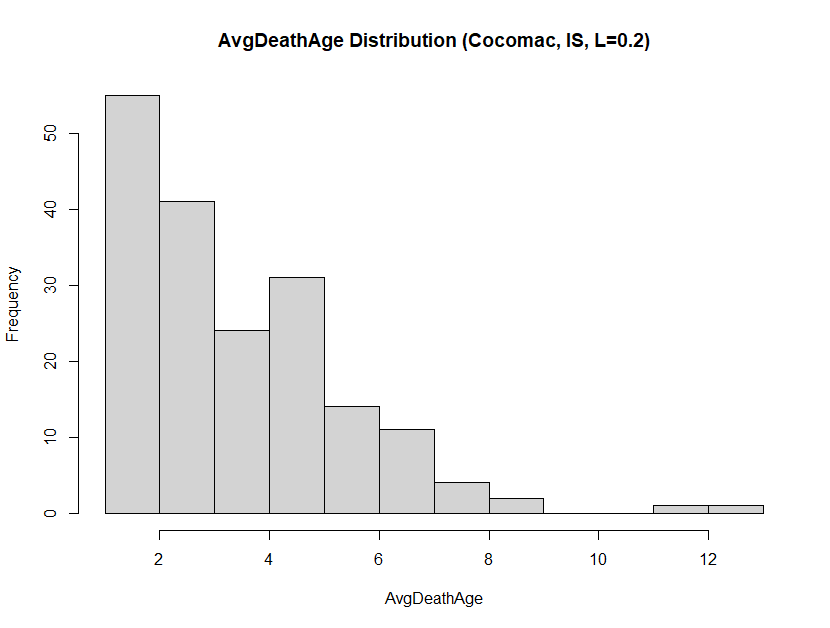 AvgDeathAge Distribution (Cocomac, IS, L=0.2)
Frequency
50
40
30
20
10
0
2 4 6 8 10 12
AvgDeathAge